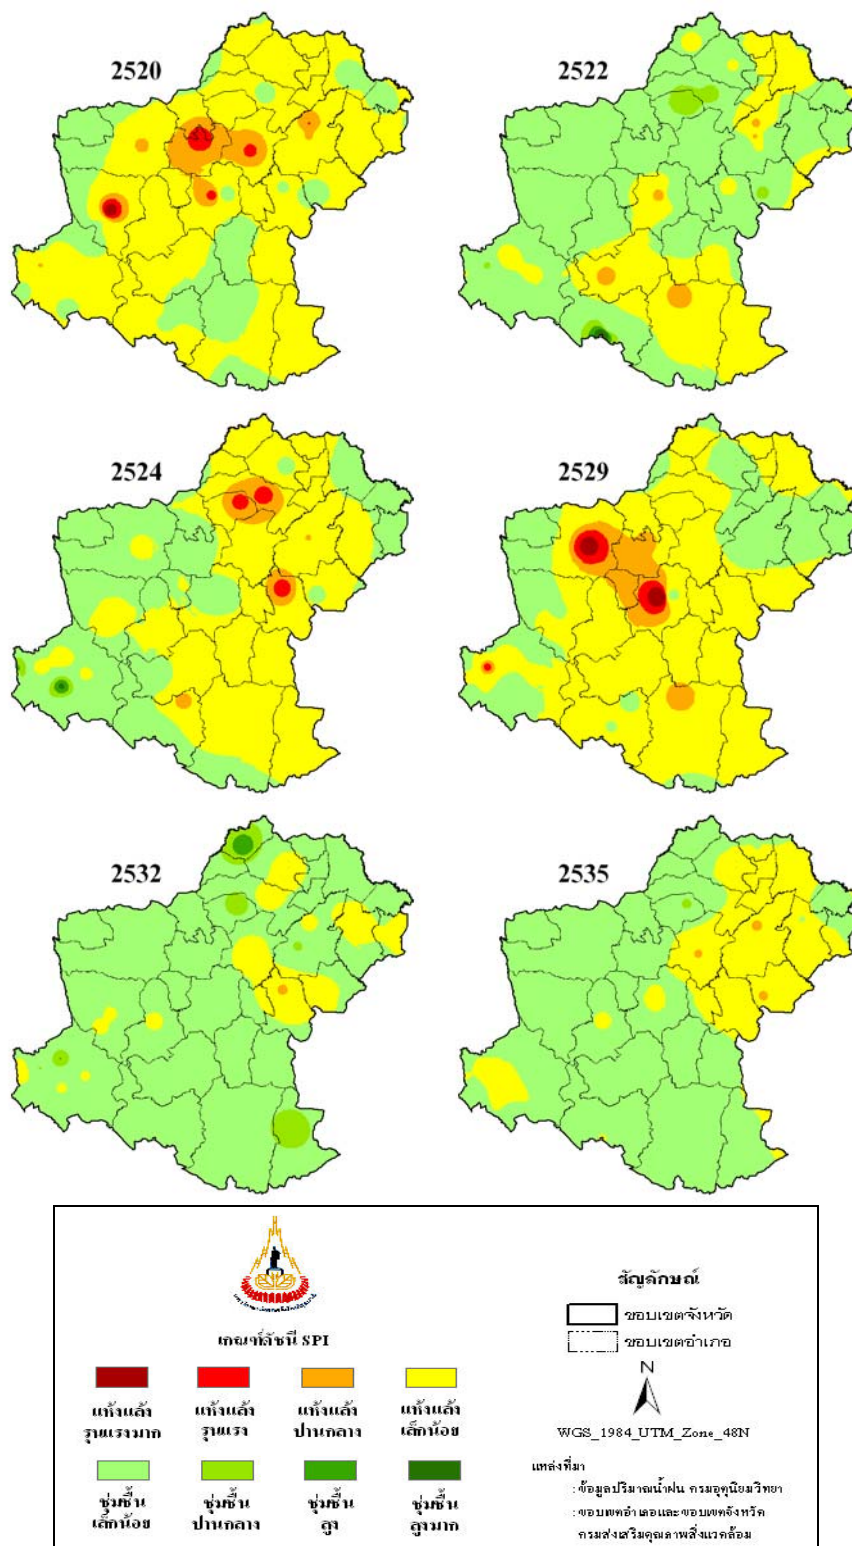 2520
2522
2524
2529
2532
2535
เกณฑ์ดัชนี SPI
แห้งแล้ง
รุนแรงมาก
แห้งแล้ง
รุนแรง
แห้งแล้ง
ปานกลาง
แห้งแล้ง
เล็กน้อย
ชุ่มชื้น
เล็กน้อย
ชุ่มชื้น
ปานกลาง
ชุ่มชื้น
สูง
ชุ่มชื้น
สูงมาก
สัญลักษณ์
ขอบเขตจังหวัด
ขอบเขตอำเภอ
N
WGS_1984_UTM_Zone_48N
แหล่งที่มา
: ข้อมูลปริมาณน้ำฝน กรมอุตุนิยมวิทยา
: ขอบเขตอำเภอและขอบเขตจังหวัด
กรมส่งเสริมคุณภาพสิ่งแวดล้อม